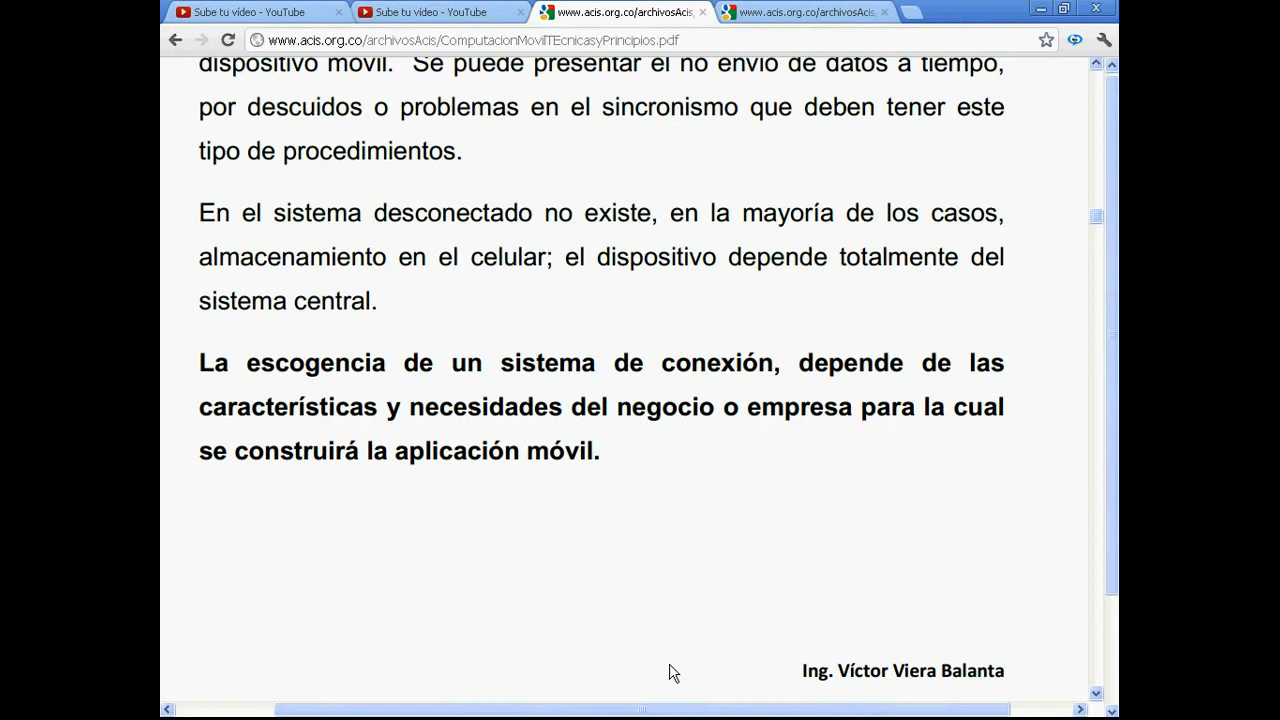 Sube tu vídeo - YouTube
Sube tu vídeo - YouTube
www.acis.org.co/archivosAcis,
www.acis.org.co/archivosAcis,
www.acis.org.co/archivosAcis/ComputacionMovilTEcnicasyPrincipios.pdf
dispositivo móvil. Se puede presentar el no envío de datos a tiempo,
por descuidos o problemas en el sincronismo que deben tener este
tipo de procedimientos.
En el sistema desconectado no existe, en la mayoría de los casos,
almacenamiento en el celular; el dispositivo depende totalmente del
sistema central.
La escogencia de un sistema de conexión, depende de las
características y necesidades del negocio o empresa para la cual
se construirá la aplicación móvil.
Ing. Víctor Viera Balanta